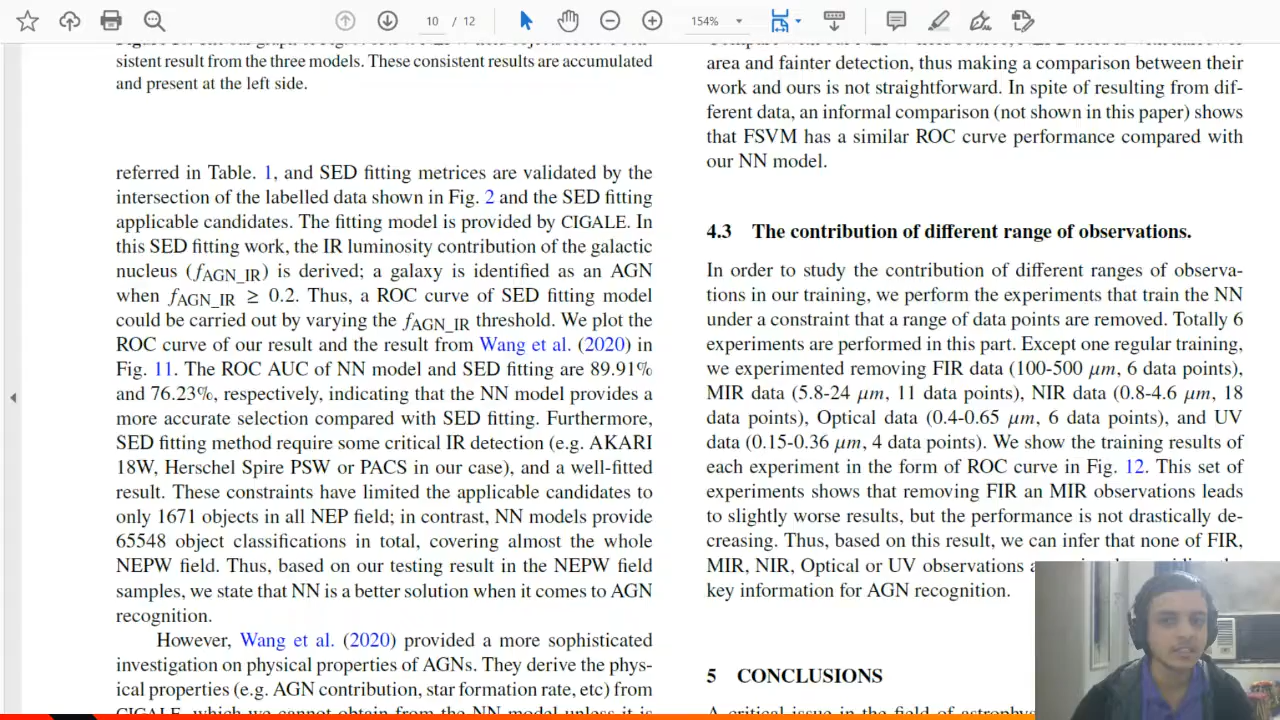 10 / 12
154%
sistent result from the three models. These consistent results are accumulated
and present at the left side.
referred in Table. 1, and SED fitting metrices are validated by the
intersection of the labelled data shown in Fig. 2 and the SED fitting
applicable candidates. The fitting model is provided by CIGALE. In
this SED fitting work, the IR luminosity contribution of the galactic
nucleus (fAGN_IR) is derived; a galaxy is identified as an AGN
when fAGN_IR ≥ 0.2. Thus, a ROC curve of SED fitting model
could be carried out by varying the fAGN_IR threshold. We plot the
ROC curve of our result and the result from Wang et al. (2020) in
Fig. 11. The ROC AUC of NN model and SED fitting are 89.91%
and 76.23%, respectively, indicating that the NN model provides a
more accurate selection compared with SED fitting. Furthermore,
SED fitting method require some critical IR detection (e.g. AKARI
18W, Herschel Spire PSW or PACS in our case), and a well-fitted
result. These constraints have limited the applicable candidates to
only 1671 objects in all NEP field; in contrast, NN models provide
65548 object classifications in total, covering almost the whole
NEPW field. Thus, based on our testing result in the NEPW field
samples, we state that NN is a better solution when it comes to AGN
recognition.
However, Wang et al. (2020) provided a more sophisticated
investigation on physical properties of AGNs. They derive the phys-
ical properties (e.g. AGN contribution, star formation rate, etc) from
CIGALE, which we cannot obtain from the NN model unless it is
area and fainter detection, thus making a comparison between their
work and ours is not straightforward. In spite of resulting from dif-
ferent data, an informal comparison (not shown in this paper) shows
that FSVM has a similar ROC curve performance compared with
our NN model.
4.3 The contribution of different range of observations.
In order to study the contribution of different ranges of observa-
tions in our training, we perform the experiments that train the NN
under a constraint that a range of data points are removed. Totally 6
experiments are performed in this part. Except one regular training,
we experimented removing FIR data (100-500 μm, 6 data points),
MIR data (5.8-24 μm, 11 data points), NIR data (0.8-4.6 μm, 18
data points), Optical data (0.4-0.65 μm, 6 data points), and UV
data (0.15-0.36 μm, 4 data points). We show the training results of
each experiment in the form of ROC curve in Fig. 12. This set of
experiments shows that removing FIR an MIR observations leads
to slightly worse results, but the performance is not drastically de-
creasing. Thus, based on this result, we can infer that none of FIR,
MIR, NIR, Optical or UV observations
key information for AGN recognition.
5 CONCLUSIONS
A critical issue in the field of